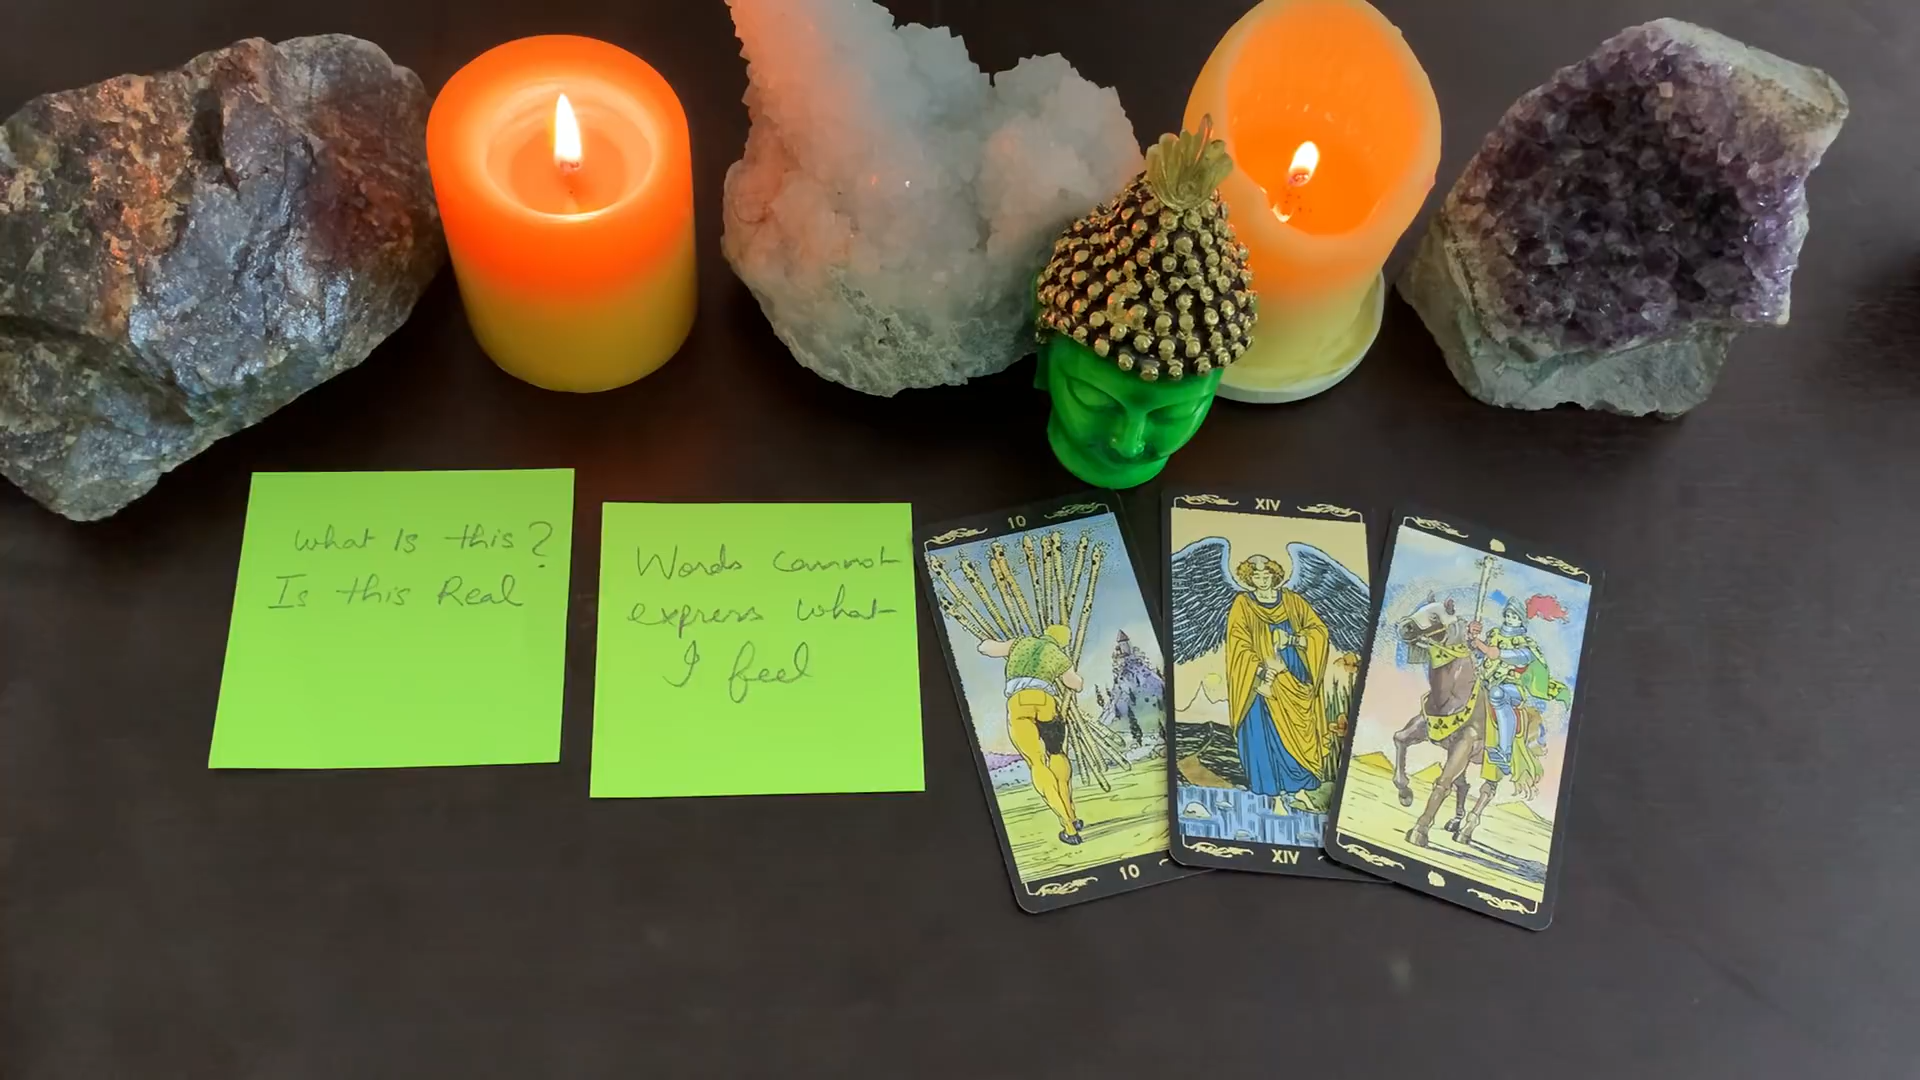 What Is this?
Is this Real
Words cannot
express what
I feel
10
XIV
10
XIV